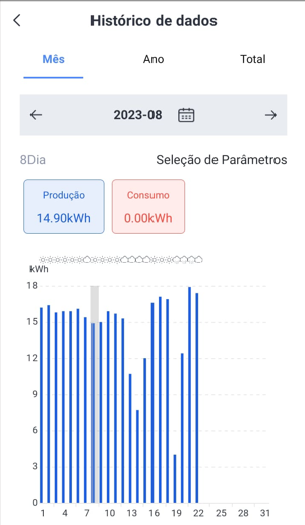 Histórico de dados
Mês Ano Total
2023-08
8Dia Seleção de Parâmetros
Produção Consumo
14.90kWh 0.00kWh
kWh
18
15
12
9
6
3
0
1 4 7 10 13 16 19 22 25 28 31